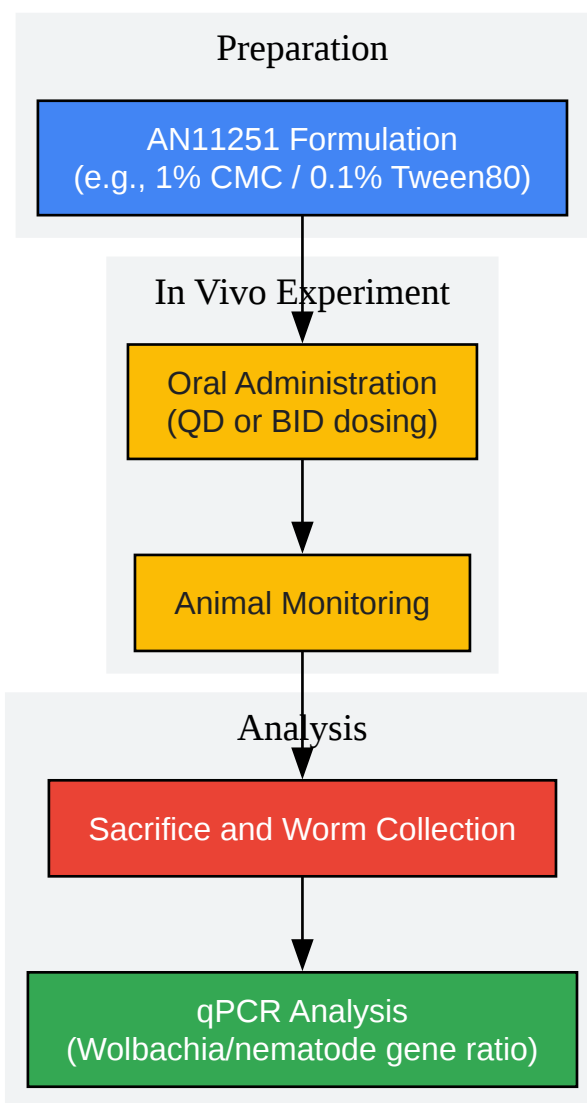 Preparation
AN11251 Formulation
(e.g., 1% CMC / 0.1% Tween80)
In Vivo Experiment
Oral Administration
(QD or BID dosing)
Animal Monitoring
Analysis
Sacrifice and Worm Collection
qPCR Analysis
(Wolbachia/nematode gene ratio)